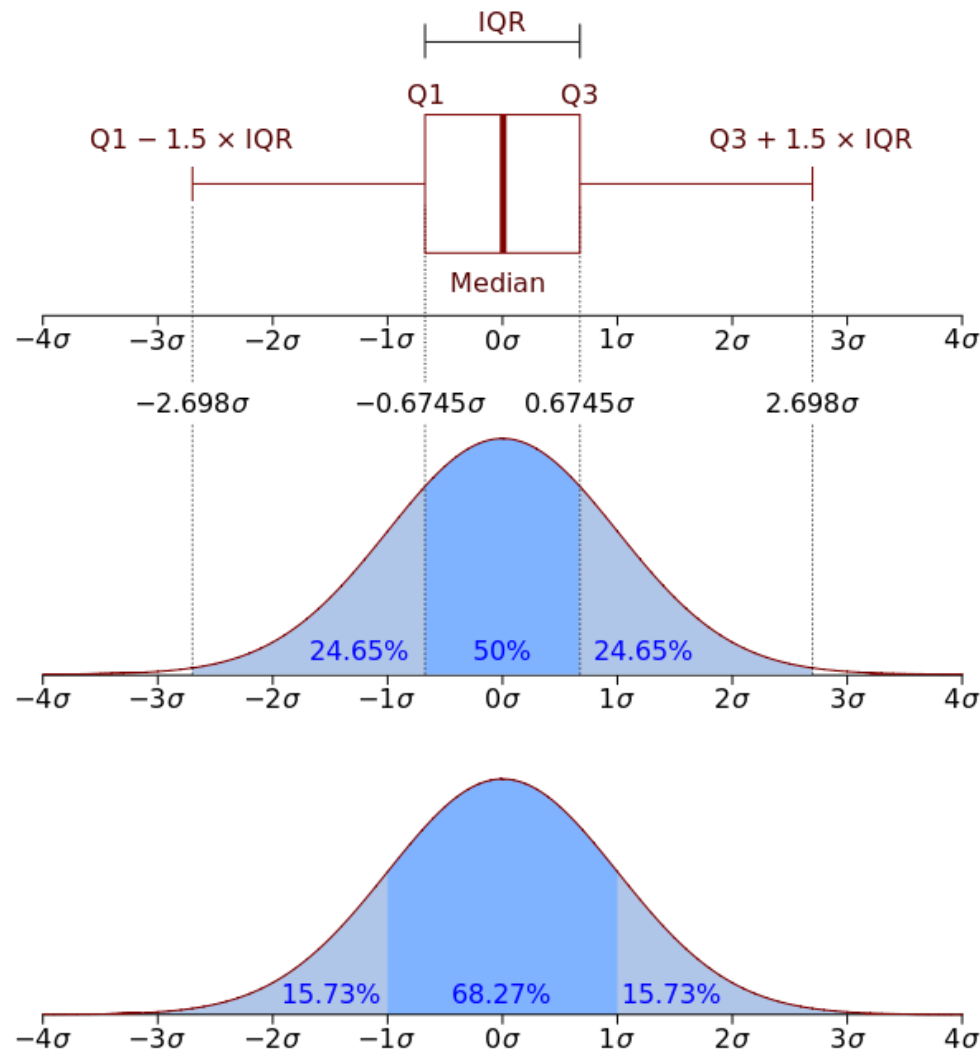 IQR
Q1 Q3
Q1 − 1.5 × IQR Q3 + 1.5 × IQR
Median
−4σ −3σ −2σ −1σ 0σ 1σ 2σ 3σ 4σ
−2.698σ −0.6745σ 0.6745σ 2.698σ
24.65% 50% 24.65%
−4σ −3σ −2σ −1σ 0σ 1σ 2σ 3σ 4σ
15.73% 68.27% 15.73%
−4σ −3σ −2σ −1σ 0σ 1σ 2σ 3σ 4σ